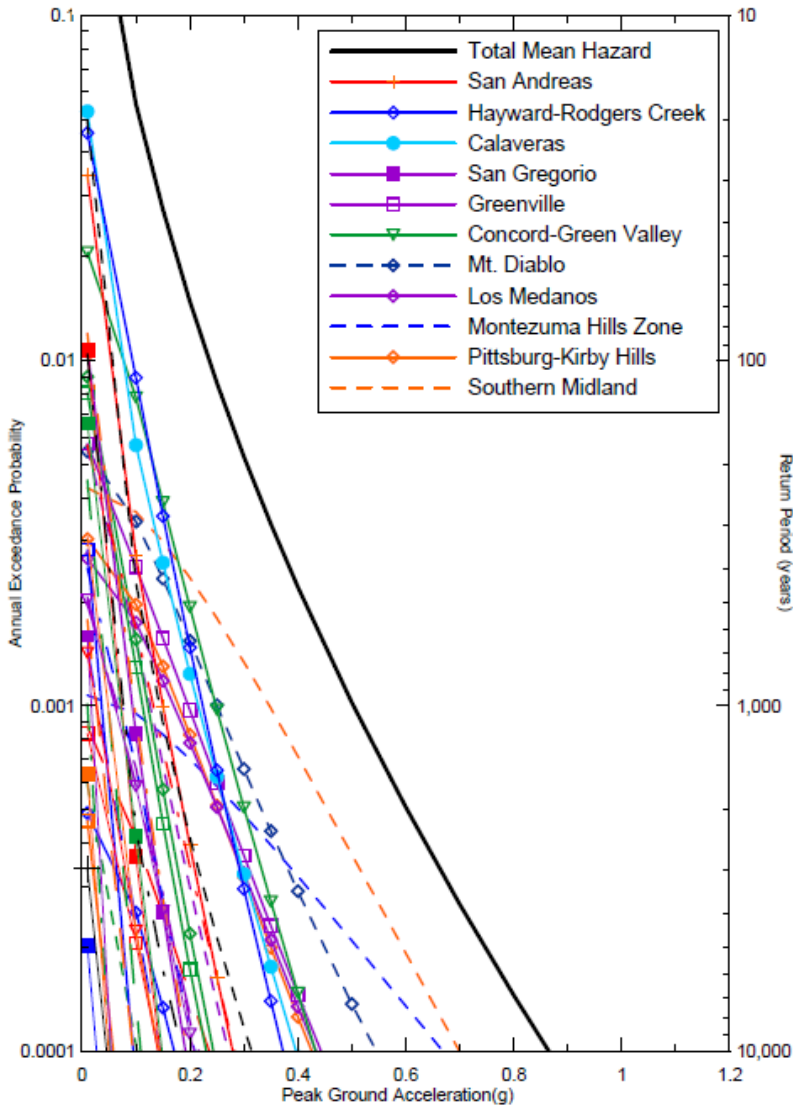 0.1
10
Total Mean Hazard
San Andreas
Hayward-Rodgers Creek
Calaveras
San Gregorio
Greenville
Concord-Green Valley
Mt. Diablo
Los Medanos
Montezuma Hills Zone
Pittsburg-Kirby Hills
Southern Midland
0.01
100
Annual Exceedance Probability
Return Period (years)
0.001
1,000
0.0001
10,000
0 0.2 0.4 0.6 0.8 1 1.2
Peak Ground Acceleration(g)